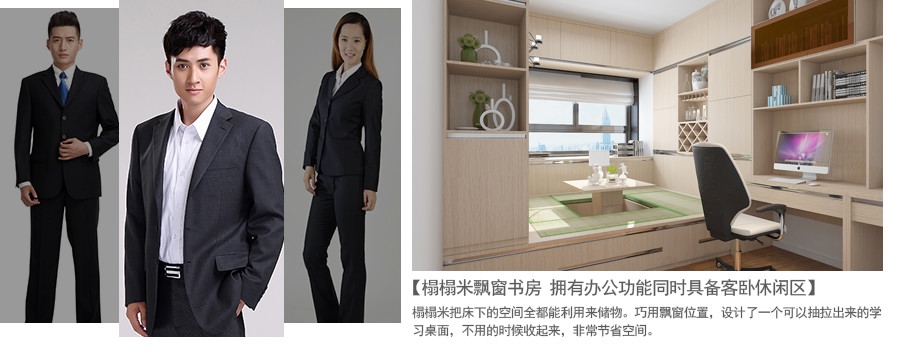 【榻榻米飘窗书房 拥有办公功能同时具备客卧休闲区】
榻榻米把床下的空间全都能利用来储物。巧用飘窗位置，设计了一个可以抽拉出来的学
习桌面，不用的时候收起来，非常节省空间。